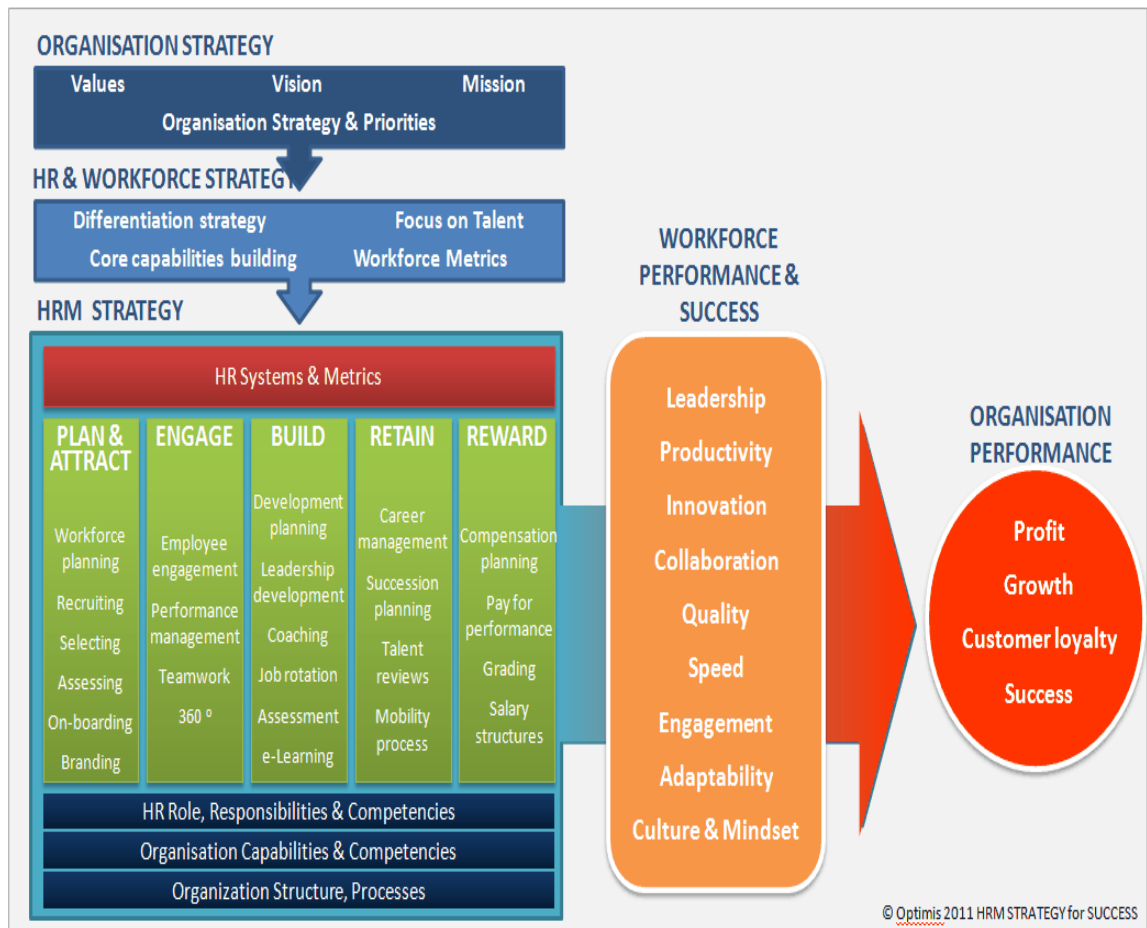 ORGANISATION STRATEGY
Values Vision Mission
Organisation Strategy & Priorities
HR & WORKFORCE STRATEGY
Differentiation strategy Focus on Talent
Core capabilities building Workforce Metrics
HRM STRATEGY
HR Systems & Metrics
PLAN &
ATTRACT
Workforce
planning
Recruiting
Selecting
Assessing
On-boarding
Branding
ENGAGE
Employee
engagement
Performance
management
Teamwork
360 º
BUILD
Development
planning
Leadership
development
Coaching
Job rotation
Assessment
e-Learning
RETAIN
Career
management
Succession
planning
Talent
reviews
Mobility
process
REWARD
Compensation
planning
Pay for
performance
Grading
Salary
structures
HR Role, Responsibilities & Competencies
Organisation Capabilities & Competencies
Organization Structure, Processes
WORKFORCE
PERFORMANCE &
SUCCESS
Leadership
Productivity
Innovation
Collaboration
Quality
Speed
Engagement
Adaptability
Culture & Mindset
ORGANISATION
PERFORMANCE
Profit
Growth
Customer loyalty
Success
© Optimis 2011 HRM STRATEGY for SUCCESS